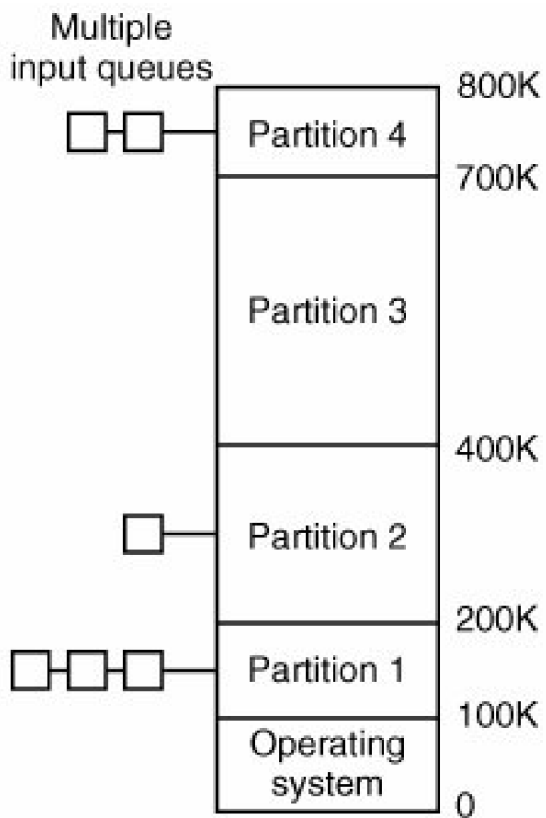 Multiple
input queues
800K
Partition 4
700K
Partition 3
400K
Partition 2
200K
Partition 1
100K
Operating
system
0